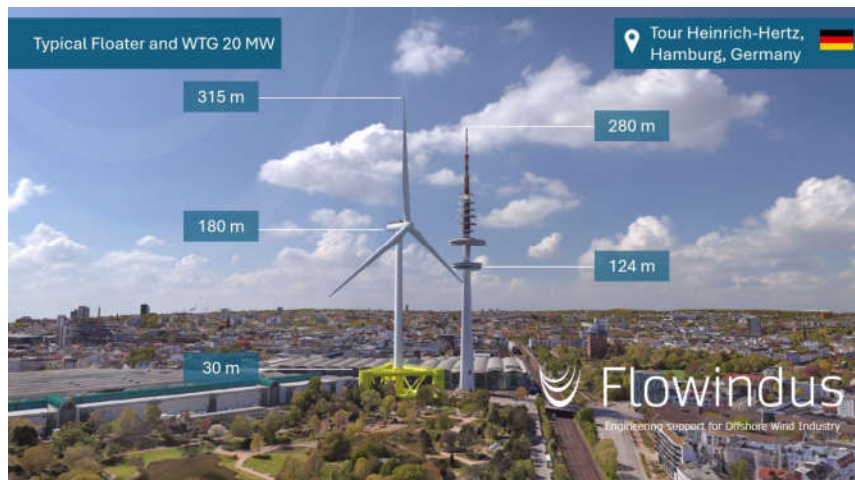 Typical Floater and WTG 20 MW
Tour Heinrich-Hertz,
Hamburg, Germany
315 m
280 m
180 m
124 m
30 m
Flowindus
Engineering support for Offshore Wind Industry